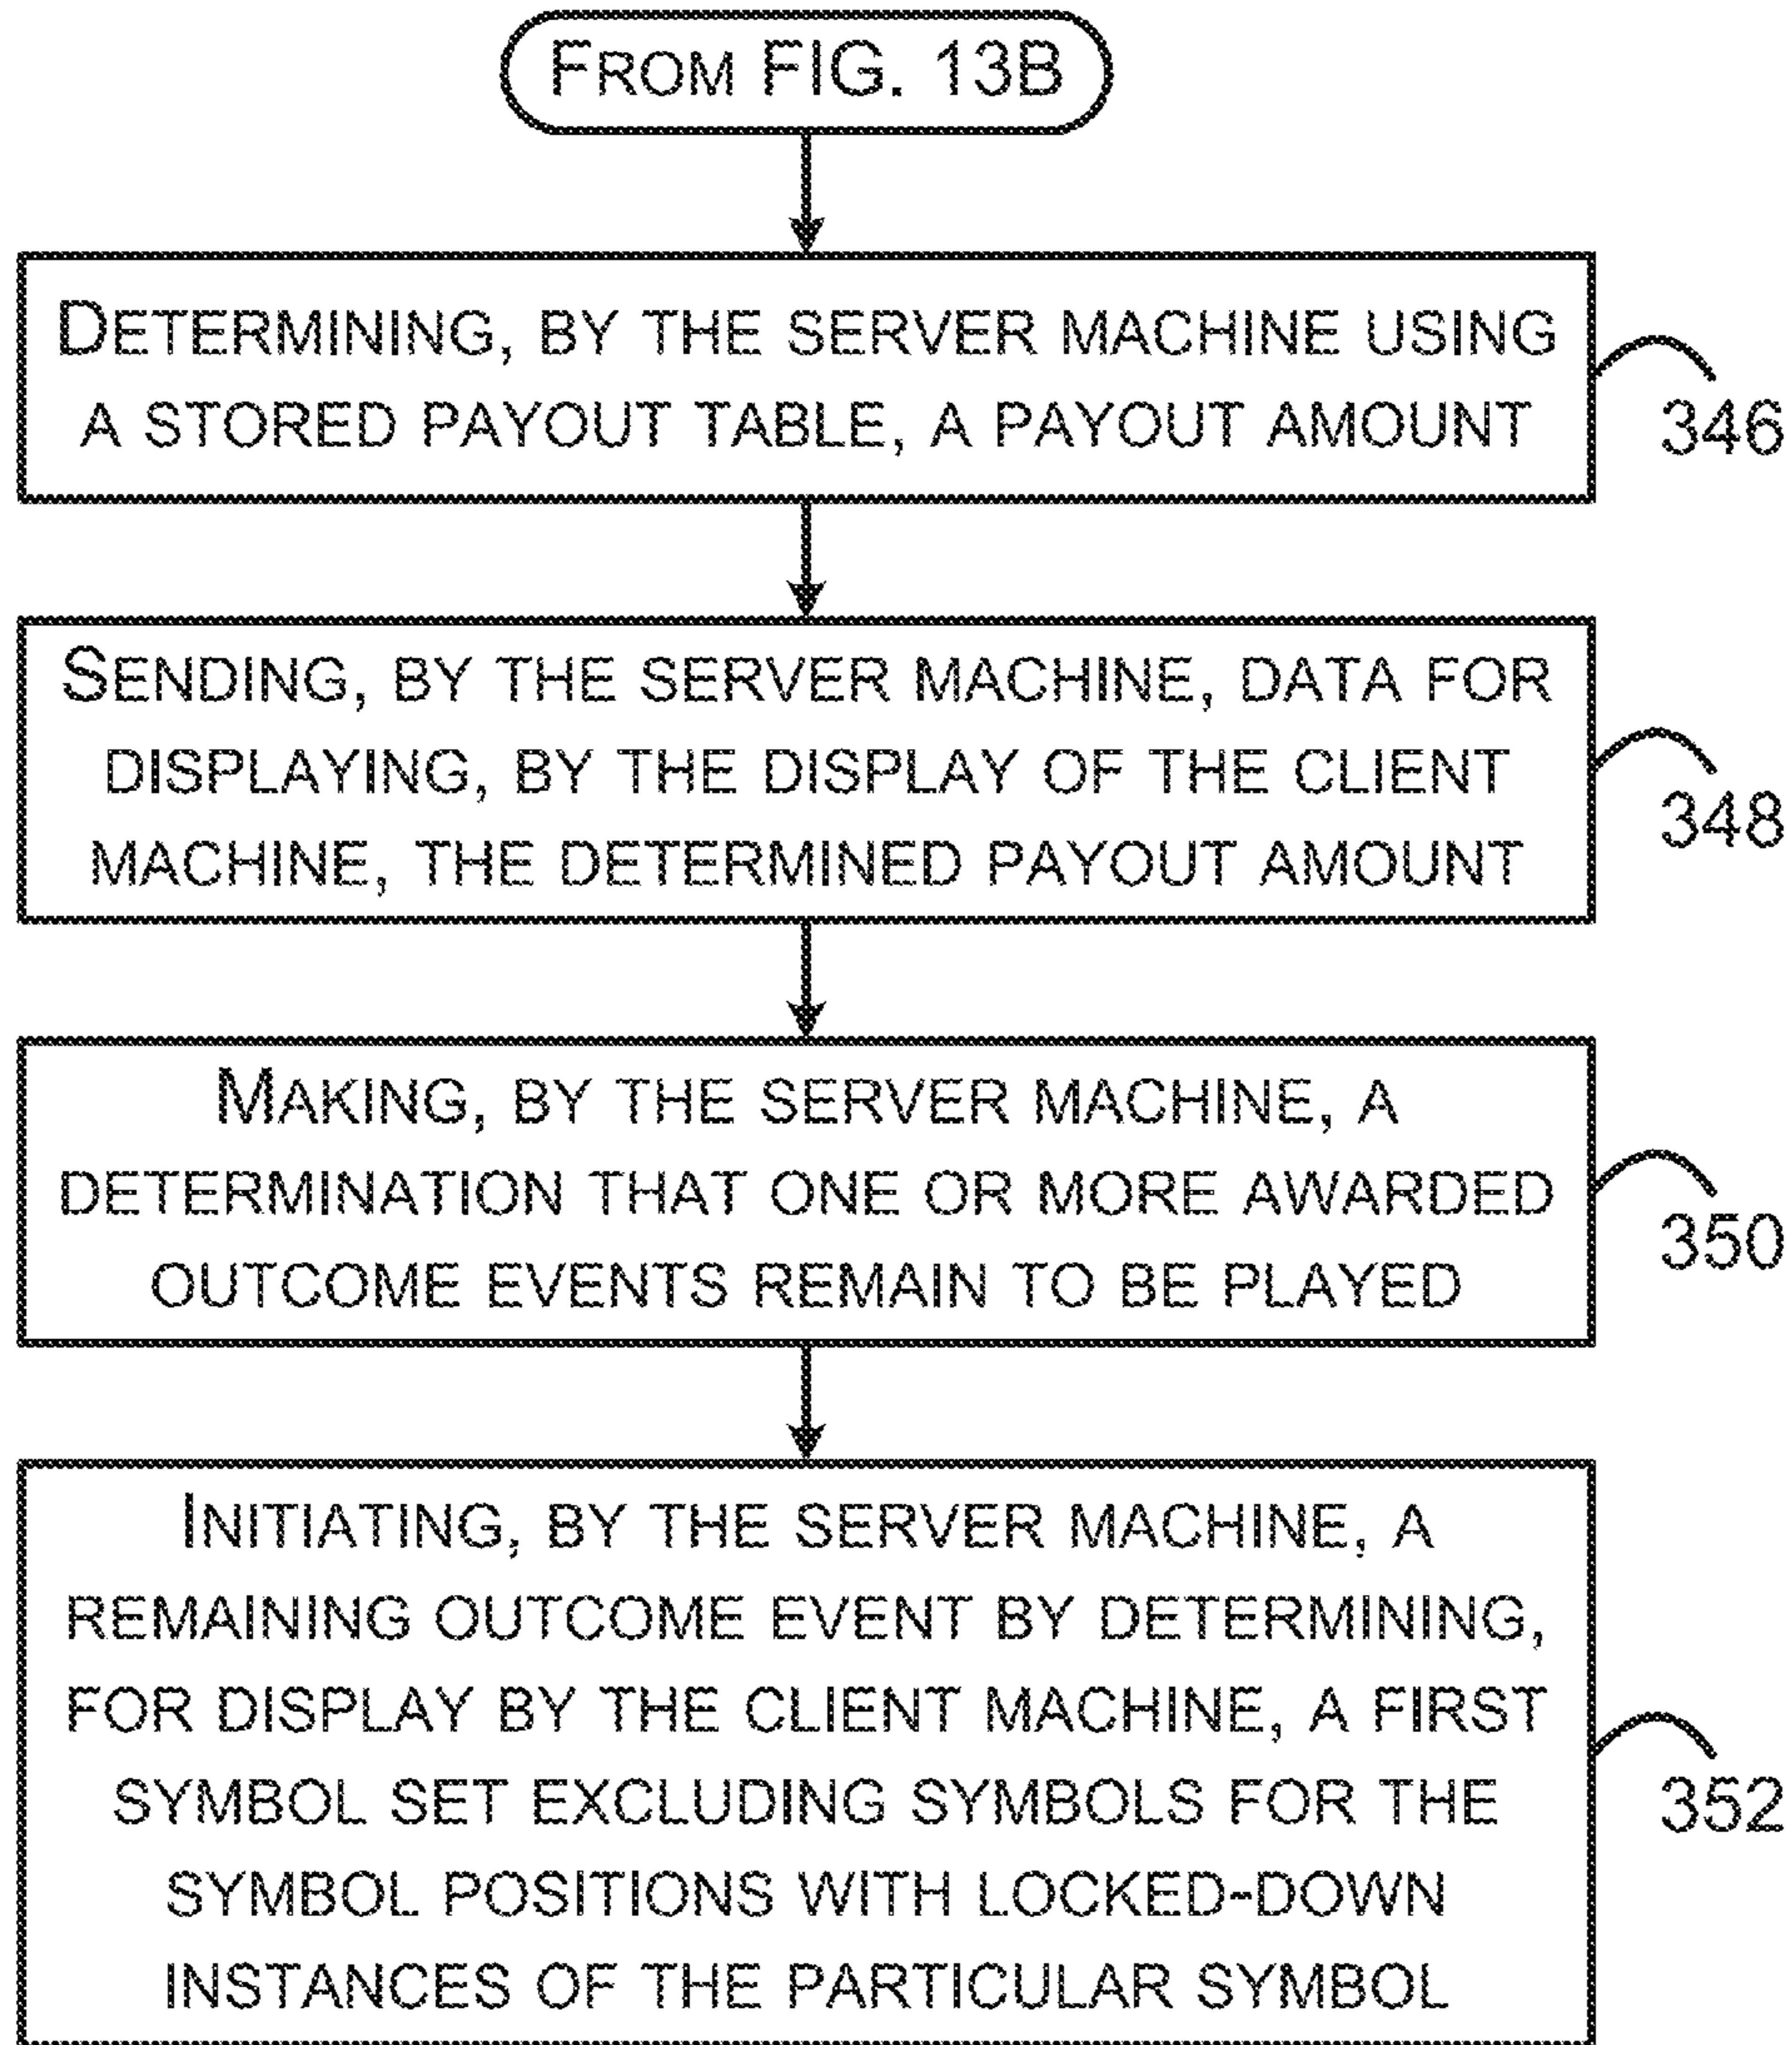 FROM FIG. 13B
DETERMINING, BY THE SERVER MACHINE USING
A STORED PAYOUT TABLE, A PAYOUT AMOUNT
346
SENDING, BY THE SERVER MACHINE, DATA FOR
DISPLAYING, BY THE DISPLAY OF THE CLIENT
MACHINE, THE DETERMINED PAYOUT AMOUNT
348
MAKING, BY THE SERVER MACHINE, A
DETERMINATION THAT ONE OR MORE AWARDED
OUTCOME EVENTS REMAIN TO BE PLAYED
350
INITIATING, BY THE SERVER MACHINE, A
REMAINING OUTCOME EVENT BY DETERMINING,
FOR DISPLAY BY THE CLIENT MACHINE, A FIRST
SYMBOL SET EXCLUDING SYMBOLS FOR THE
SYMBOL POSITIONS WITH LOCKED-DOWN
INSTANCES OF THE PARTICULAR SYMBOL
352